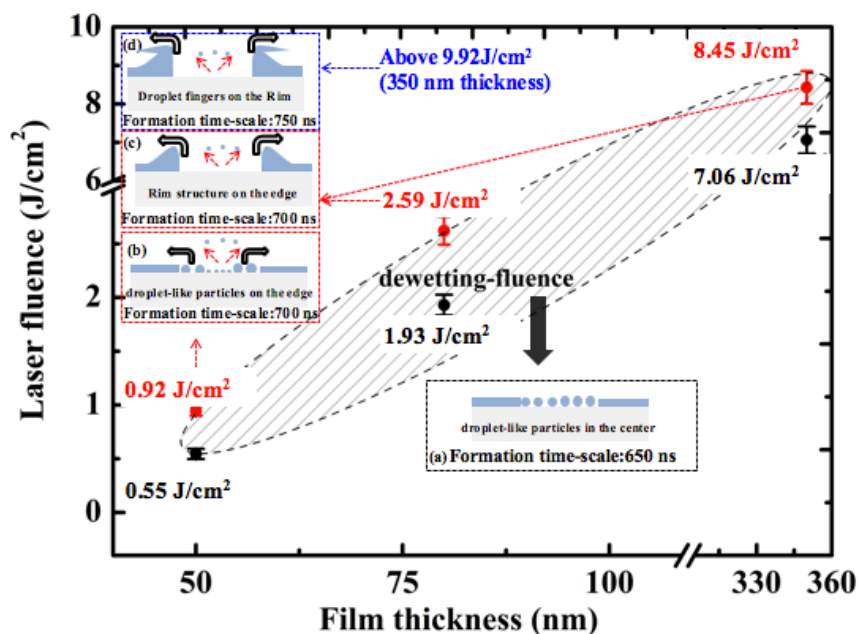 10
9
8
6
2
1
0
Laser fluence (J/cm²)
(d)
Droplet fingers on the Rim
Formation time-scale:750 ns
(c)
Rim structure on the edge
Formation time-scale:700 ns
(b)
droplet-like particles on the edge
Formation time-scale:700 ns
Above 9.92J/cm²
(350 nm thickness)
8.45 J/cm²
7.06 J/cm²
2.59 J/cm²
dewetting-fluence
1.93 J/cm²
0.92 J/cm²
0.55 J/cm²
droplet-like particles in the center
(a) Formation time-scale:650 ns
50 75 100 330 360
Film thickness (nm)